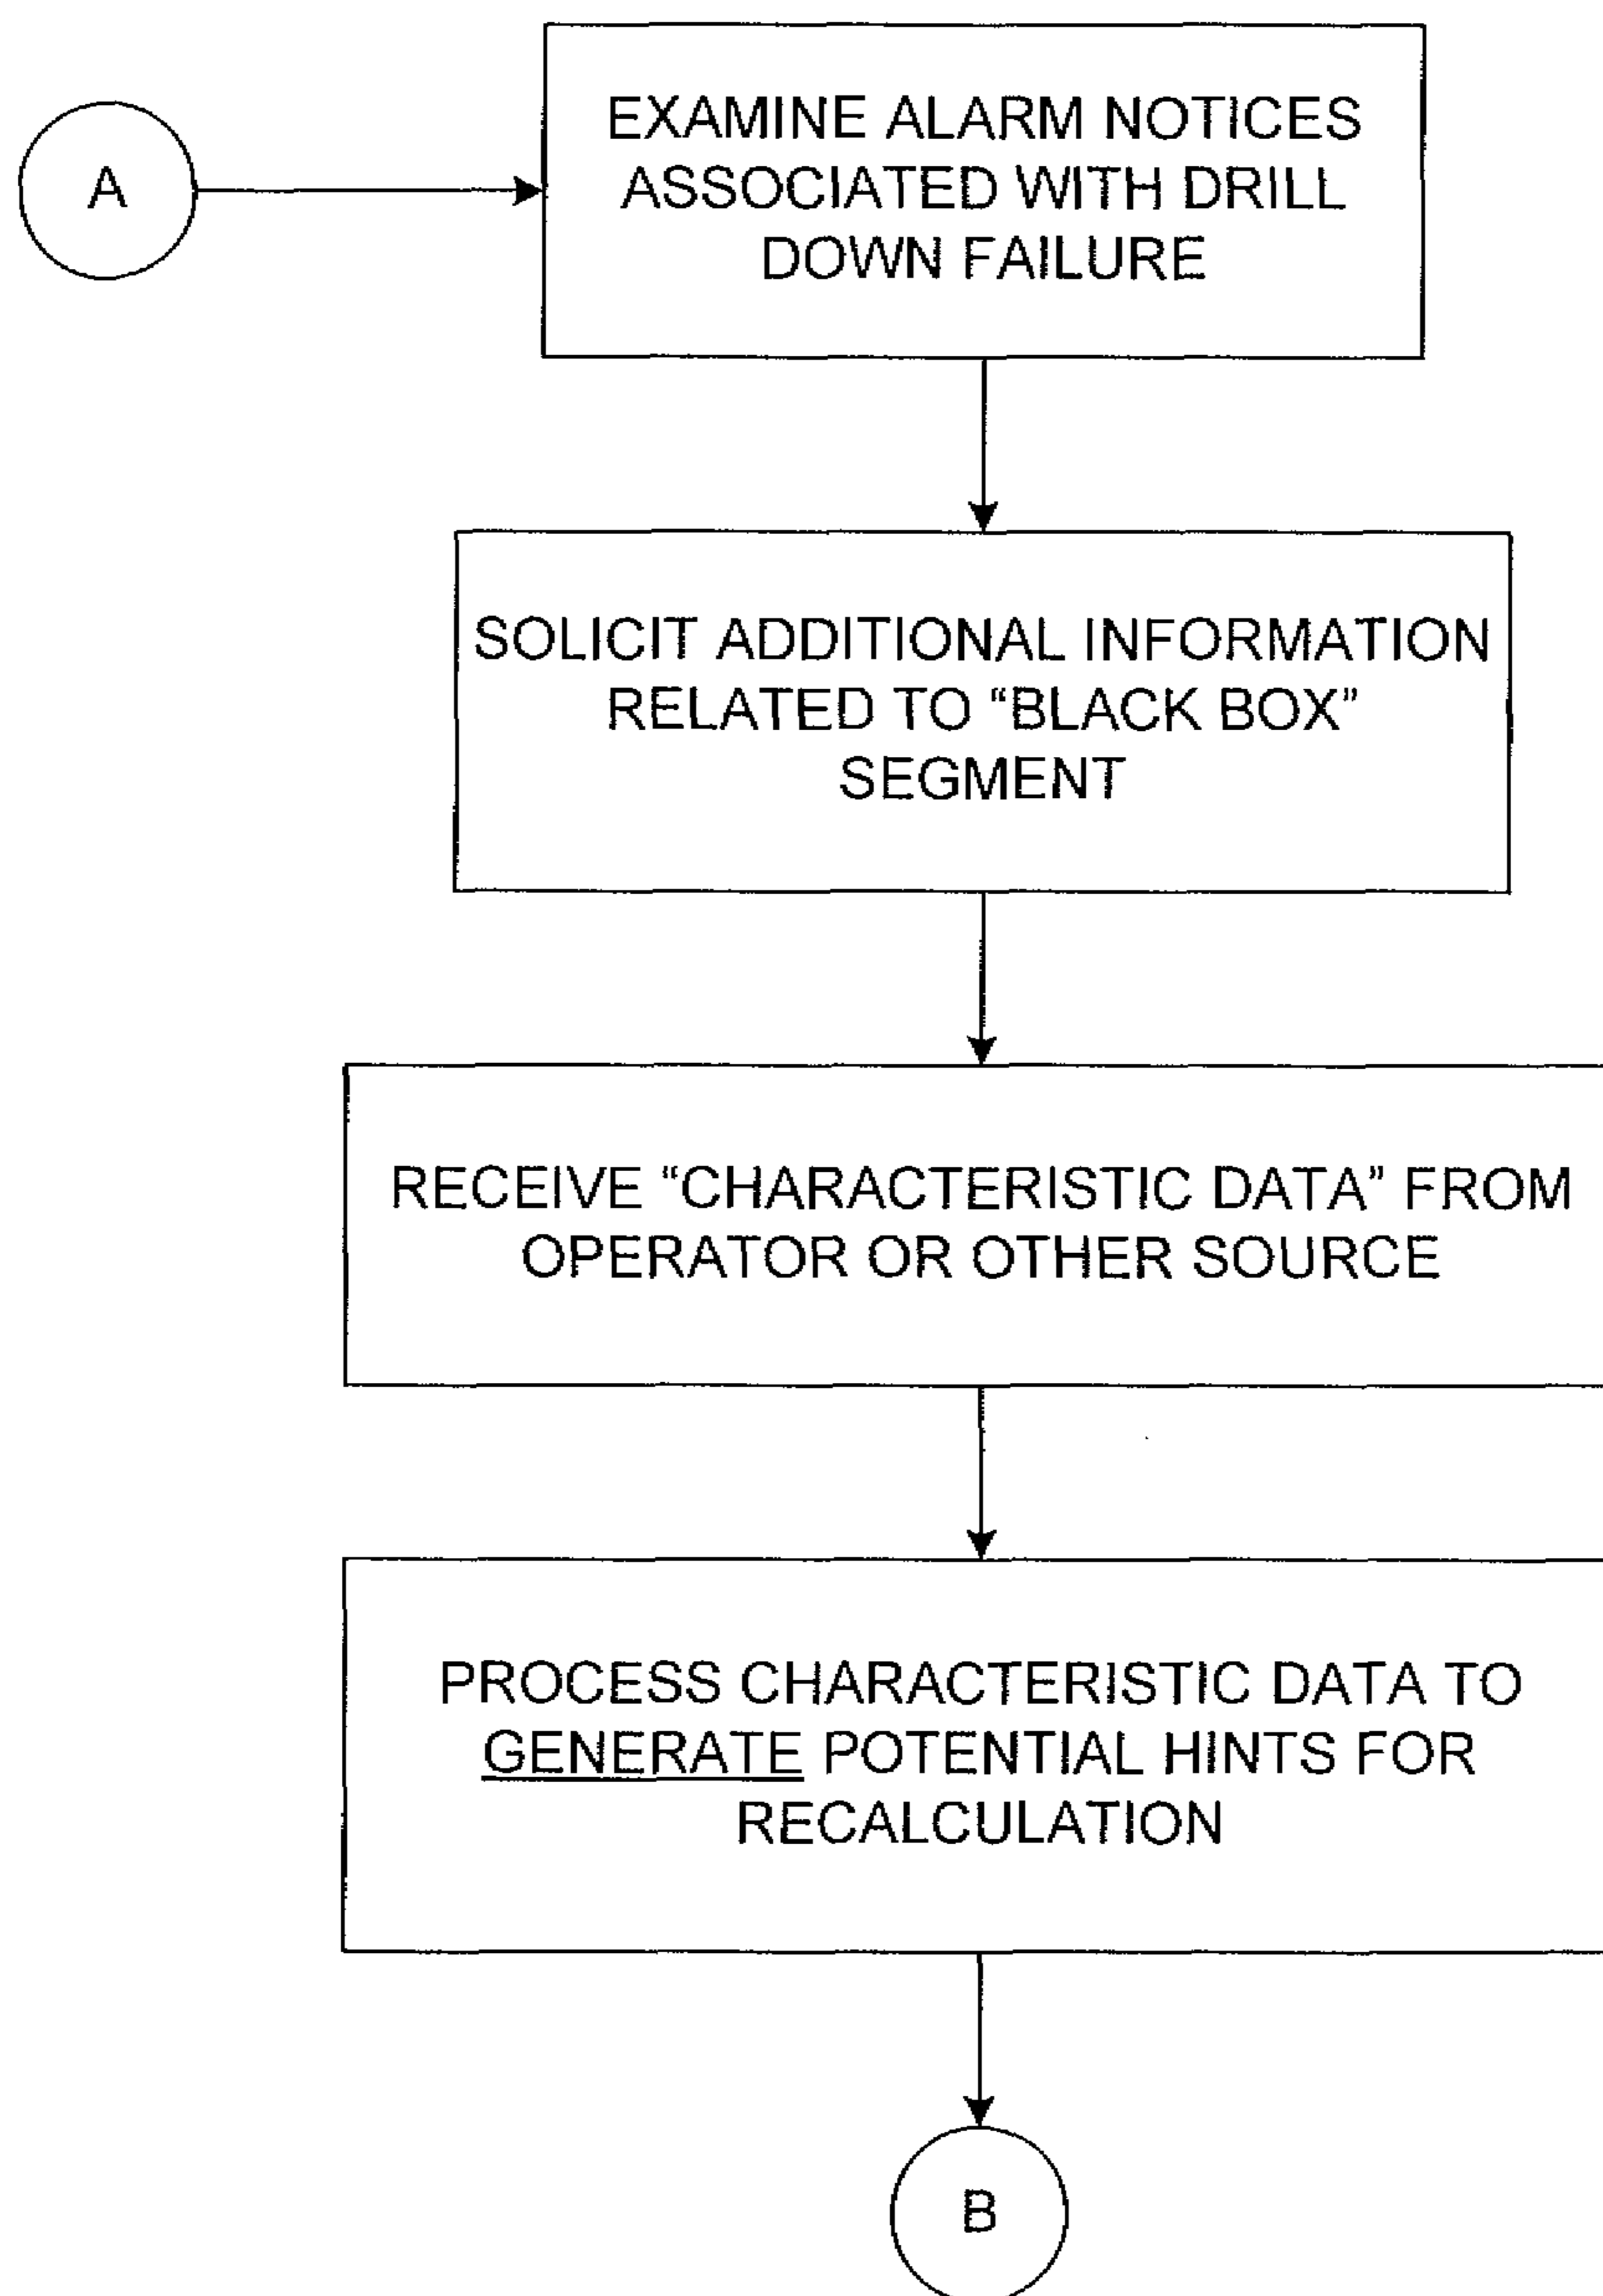 A
EXAMINE ALARM NOTICES
ASSOCIATED WITH DRILL
DOWN FAILURE
SOLICIT ADDITIONAL INFORMATION
RELATED TO “BLACK BOX”
SEGMENT
RECEIVE “CHARACTERISTIC DATA” FROM
OPERATOR OR OTHER SOURCE
PROCESS CHARACTERISTIC DATA TO
GENERATE POTENTIAL HINTS FOR
RECALCULATION
B